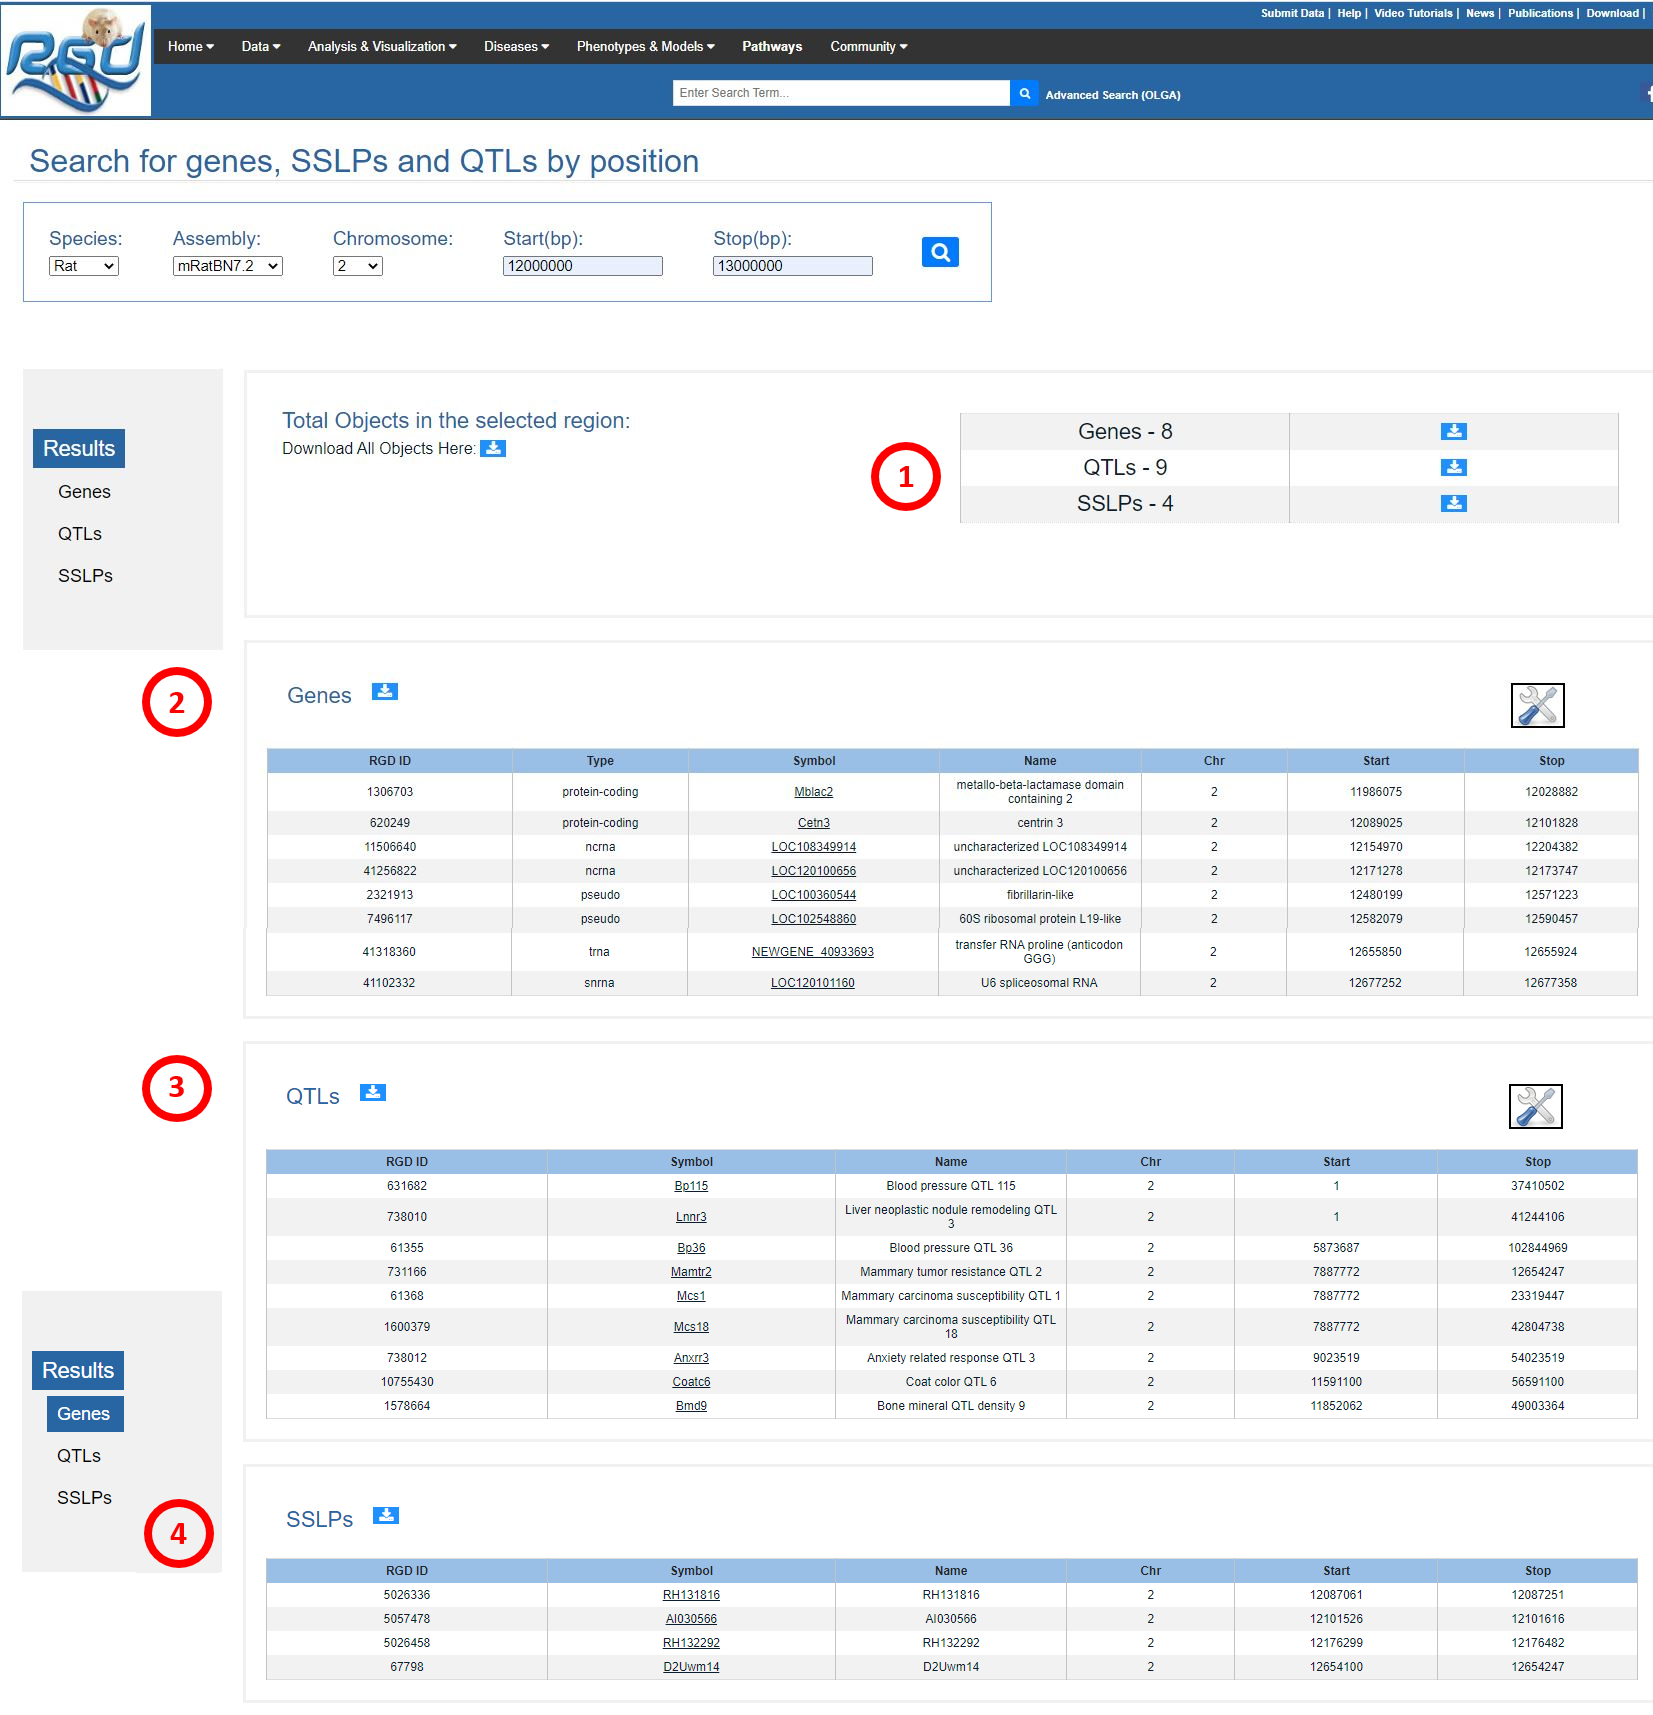 Submit Data | Help | Video Tutorials | News | Publications | Download |
RGD
Home Data Analysis & Visualization Diseases Phenotypes & Models Pathways Community
Enter Search Term... Advanced Search (OLGA)
Search for genes, SSLPs and QTLs by position
Species: Assembly: Chromosome: Start(bp): Stop(bp):
Rat mRatBN7.2 2 12000000 13000000
Results
Genes
QTLs
SSLPs
Total Objects in the selected region:
Download All Objects Here:
1
Genes - 8
QTLs - 9
SSLPs - 4
2
Genes
RGD ID Type Symbol Name Chr Start Stop
1306703 protein-coding Mblac2 metallo-beta-lactamase domain containing 2 2 11986075 12028882
620249 protein-coding Cetn3 centrin 3 2 12089025 12101828
11506640 ncrna LOC108349914 uncharacterized LOC108349914 2 12154970 12204382
41256822 ncrna LOC120100656 uncharacterized LOC120100656 2 12171278 12173747
2321913 pseudo LOC100360544 fibrillarin-like 2 12480199 12571223
7496117 pseudo LOC102548860 60S ribosomal protein L19-like 2 12582079 12590457
41318360 trna NEWGENE_40933693 transfer RNA proline (anticodon GGG) 2 12655850 12655924
41102332 snrna LOC120101160 U6 spliceosomal RNA 2 12677252 12677358
3
QTLs
RGD ID Symbol Name Chr Start Stop
631682 Bp115 Blood pressure QTL 115 2 1 37410502
738010 Lnnr3 Liver neoplastic nodule remodeling QTL 3 2 1 41244106
61355 Bp36 Blood pressure QTL 36 2 5873687 102844969
731166 Mamtr2 Mammary tumor resistance QTL 2 2 7887772 12654247
61368 Mcs1 Mammary carcinoma susceptibility QTL 1 2 7887772 23319447
1600379 Mcs18 Mammary carcinoma susceptibility QTL 18 2 7887772 42804738
738012 Anxrr3 Anxiety related response QTL 3 2 9023519 54023519
10755430 Coatc6 Coat color QTL 6 2 11591100 56591100
1578664 Bmd9 Bone mineral QTL density 9 2 11852062 49003364
Results
Genes
QTLs
SSLPs
4
SSLPs
RGD ID Symbol Name Chr Start Stop
5026336 RH131816 RH131816 2 12087061 12087251
5057478 AI030566 AI030566 2 12101526 12101616
5026458 RH132292 RH132292 2 12176299 12176482
67798 D2Uwm14 D2Uwm14 2 12654100 12654247